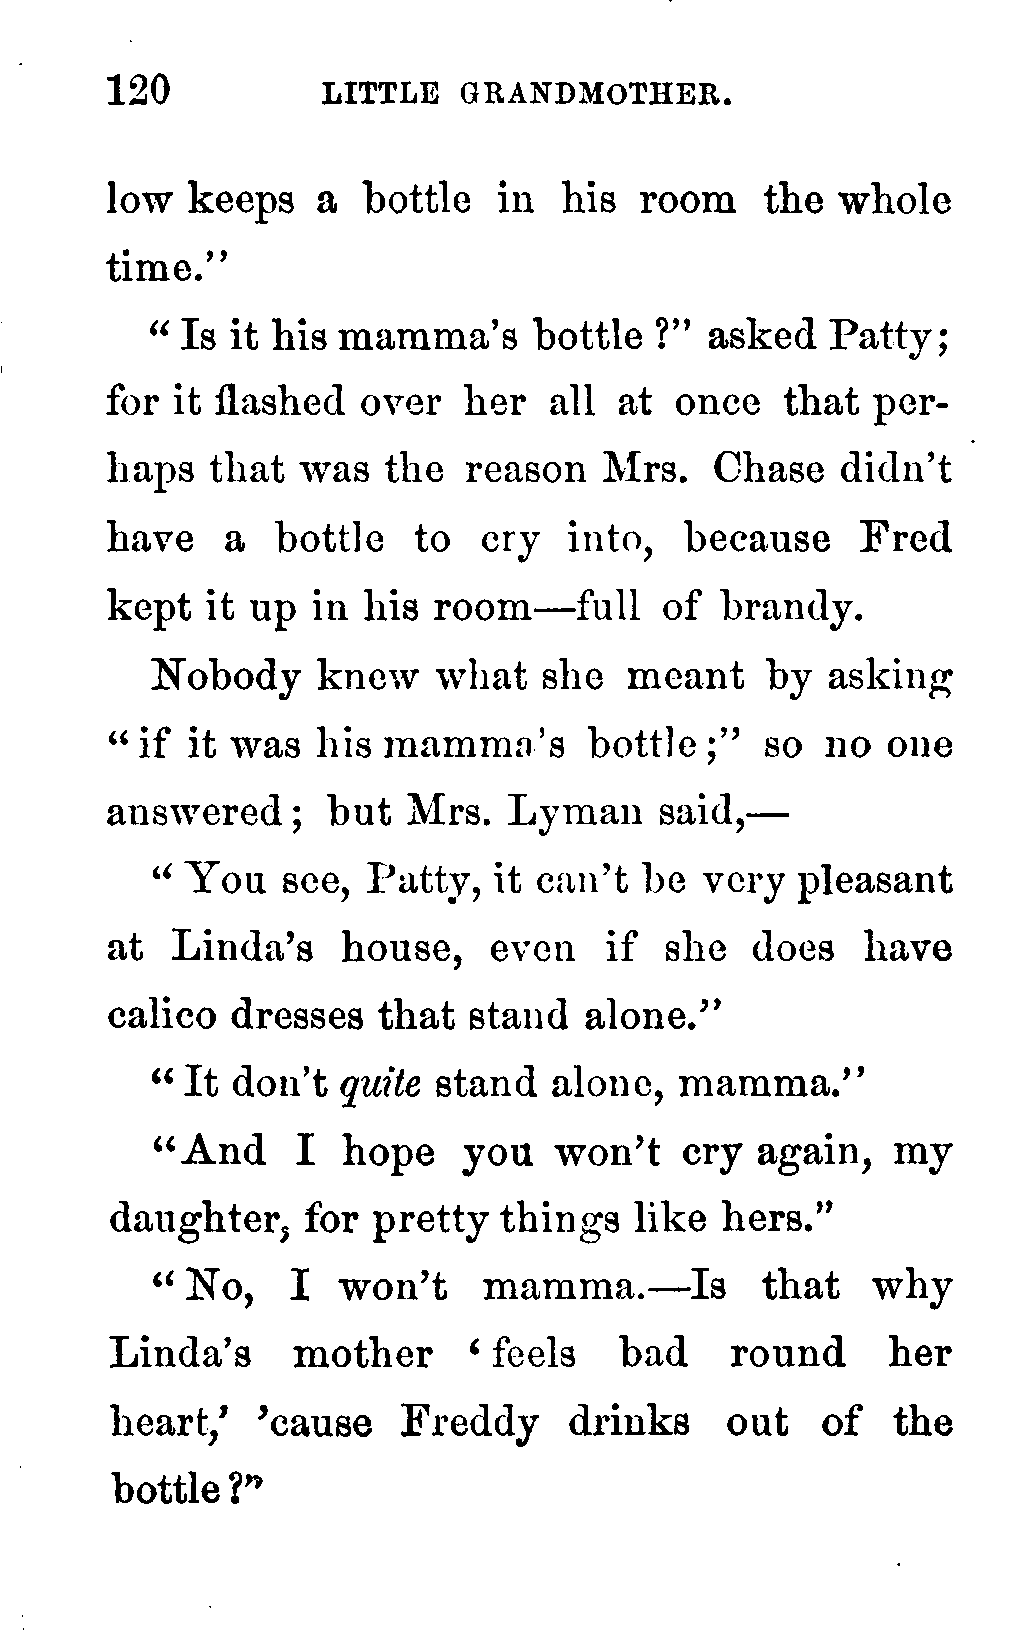 120 LITTLE GRANDMOTHER.
low keeps a bottle in his room the whole
time."
"Is it his mamma's bottle?" asked Patty;
for it flashed over her all at once that per-
haps that was the reason Mrs. Chase didn't
have a bottle to cry into, because Fred
kept it up in his room—full of brandy.
Nobody knew what she meant by asking
"if it was his mamma's bottle;" so no one
answered; but Mrs. Lyman said,—
"You see, Patty, it can't be very pleasant
at Linda's house, even if she does have
calico dresses that stand alone."
"It don't quite stand alone, mamma."
"And I hope you won't cry again, my
daughter, for pretty things like hers."
"No, I won't mamma.—Is that why
Linda's mother 'feels bad round her
heart,' 'cause Freddy drinks out of the
bottle?"